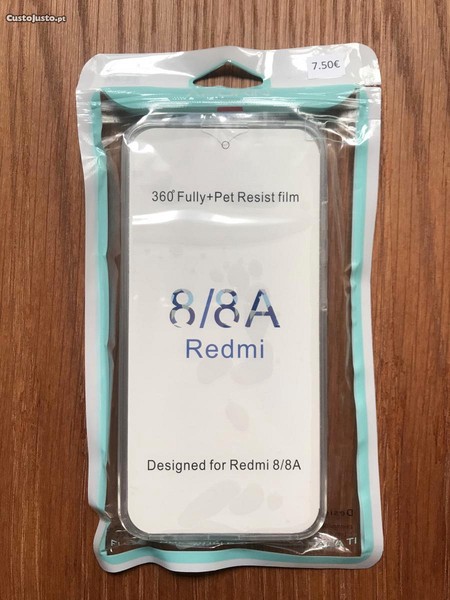 CustoJusto.pt
7.50€
360°Fully+Pet Resist film
8/8A
Redmi
Designed for Redmi 8/8A